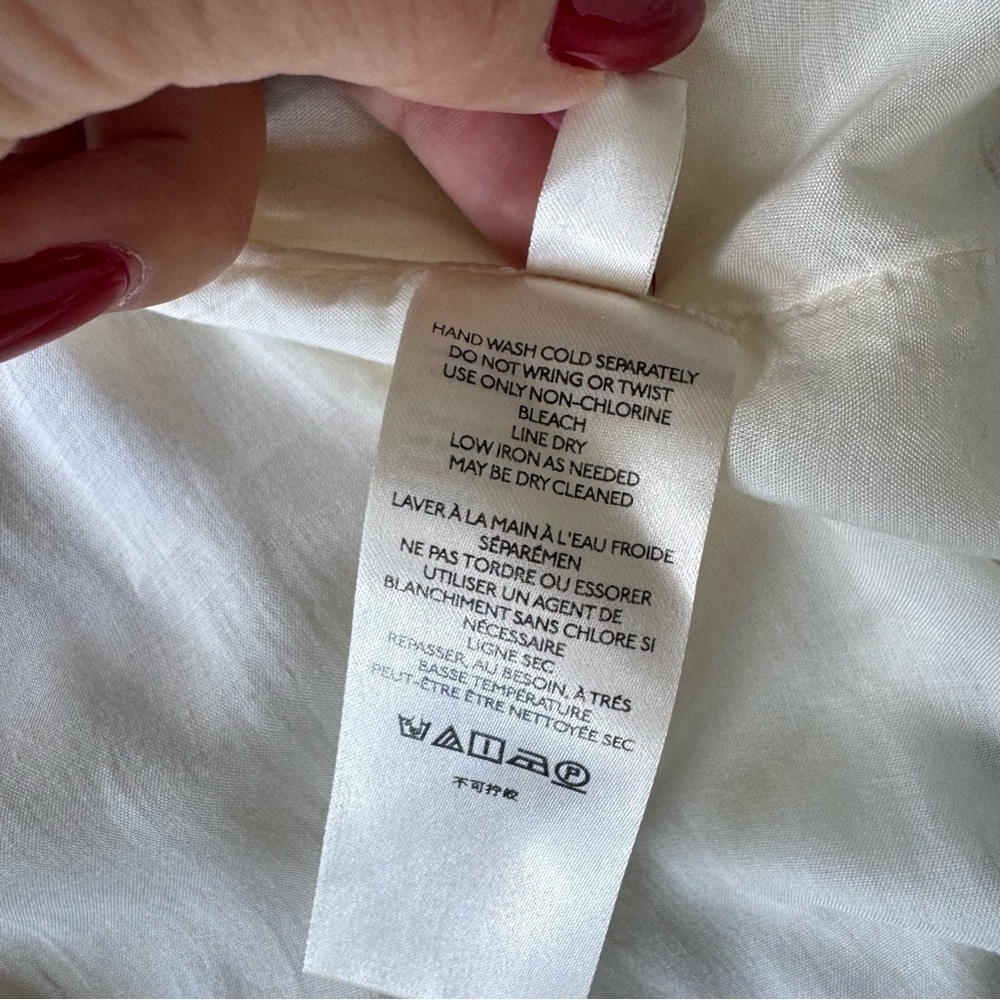 HAND WASH COLD SEPARATELY
DO NOT WRING OR TWIST
USE ONLY NON-CHLORINE
BLEACH
LINE DRY
LOW IRON AS NEEDED
MAY BE DRY CLEANED
LAVER À LA MAIN À L'EAU FROIDE
SÉPARÉMEN
NE PAS TORDRE OU ESSORER
UTILISER UN AGENT DE
BLANCHIMENT SANS CHLORE SI
NÉCESSAIRE
LIGNE SEC
REPASSER, AU BESOIN, À TRÉS
BASSE TEMPÉRATURE
PEUT-ÊTRE ÊTRE NETTOYÉE SEC
P
不可拧绞